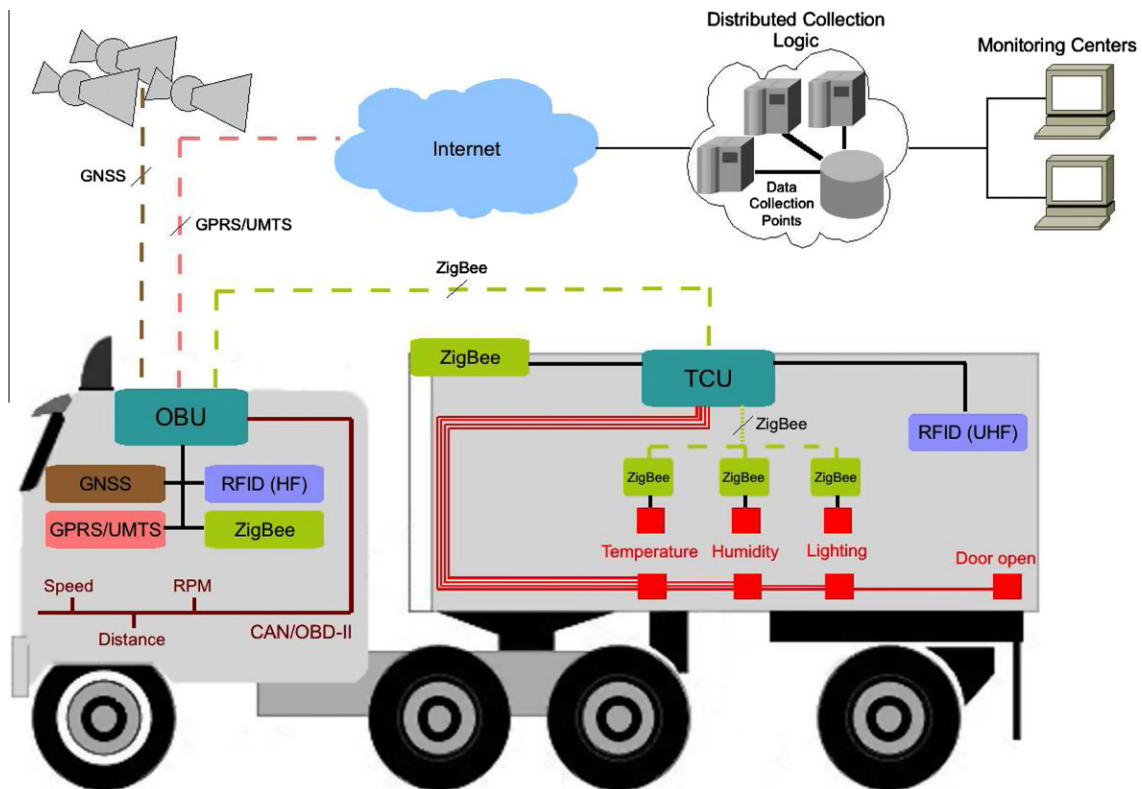 Distributed Collection
Logic
Monitoring Centers
Internet
GNSS
Data
Collection
Points
GPRS/UMTS
ZigBee
ZigBee
TCU
OBU
ZigBee
RFID (UHF)
GNSS
RFID (HF)
ZigBee
ZigBee
ZigBee
GPRS/UMTS
ZigBee
Temperature
Humidity
Lighting
Door open
Speed
RPM
Distance
CAN/OBD-II